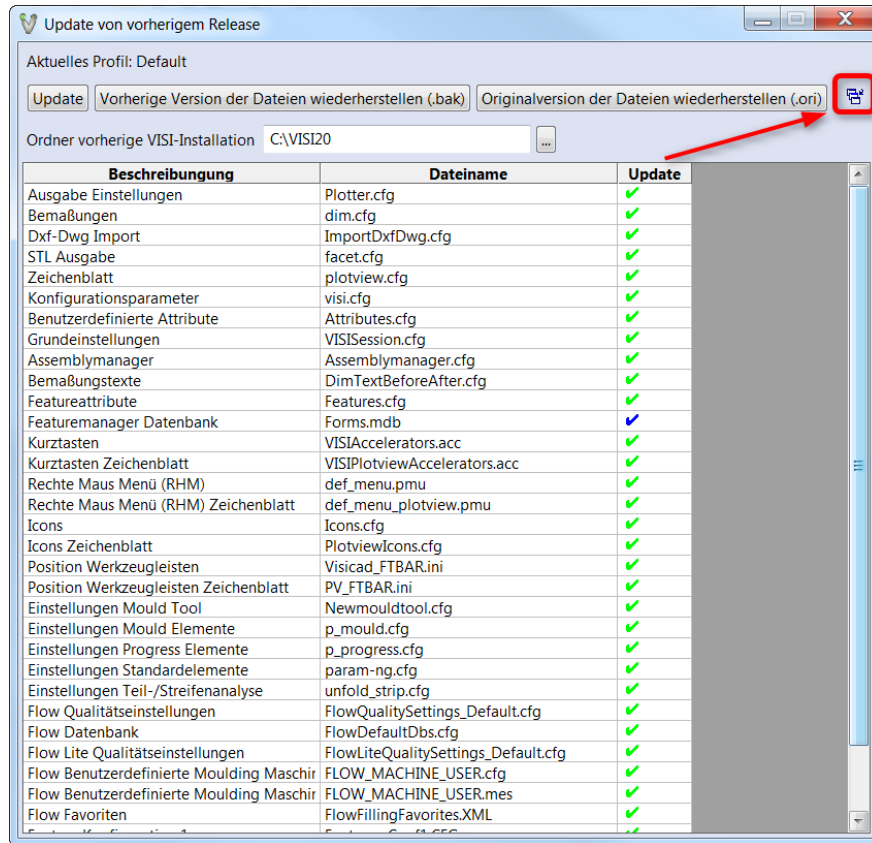 Update von vorherigem Release
Aktuelles Profil: Default
Update Vorherige Version der Dateien wiederherstellen (.bak) Originalversion der Dateien wiederherstellen (.ori)
Ordner vorherige VISI-Installation C:\VISI20 ...
Beschreibungung Dateiname Update
Ausgabe Einstellungen Plotter.cfg
Bemaßungen dim.cfg
Dxf-Dwg Import ImportDxfDwg.cfg
STL Ausgabe facet.cfg
Zeichenblatt plotview.cfg
Konfigurationsparameter visi.cfg
Benutzerdefinierte Attribute Attributes.cfg
Grundeinstellungen VISISession.cfg
Assemblymanager Assemblymanager.cfg
Bemaßungstexte DimTextBeforeAfter.cfg
Featureattribute Features.cfg
Featuremanager Datenbank Forms.mdb
Kurztasten VISIAccelerators.acc
Kurztasten Zeichenblatt VISIPlotviewAccelerators.acc
Rechte Maus Menü (RHM) def_menu.pmu
Rechte Maus Menü (RHM) Zeichenblatt def_menu_plotview.pmu
Icons Icons.cfg
Icons Zeichenblatt PlotviewIcons.cfg
Position Werkzeugleisten Visicad_FTBAR.ini
Position Werkzeugleisten Zeichenblatt PV_FTBAR.ini
Einstellungen Mould Tool Newmouldtool.cfg
Einstellungen Mould Elemente p_mould.cfg
Einstellungen Progress Elemente p_progress.cfg
Einstellungen Standardelemente param-ng.cfg
Einstellungen Teil-/Streifenanalyse unfold_strip.cfg
Flow Qualitätseinstellungen FlowQualitySettings_Default.cfg
Flow Datenbank FlowDefaultDbs.cfg
Flow Lite Qualitätseinstellungen FlowLiteQualitySettings_Default.cfg
Flow Benutzerdefinierte Moulding Maschir FLOW_MACHINE_USER.cfg
Flow Benutzerdefinierte Moulding Maschir FLOW_MACHINE_USER.mes
Flow Favoriten FlowFillingFavorites.XML